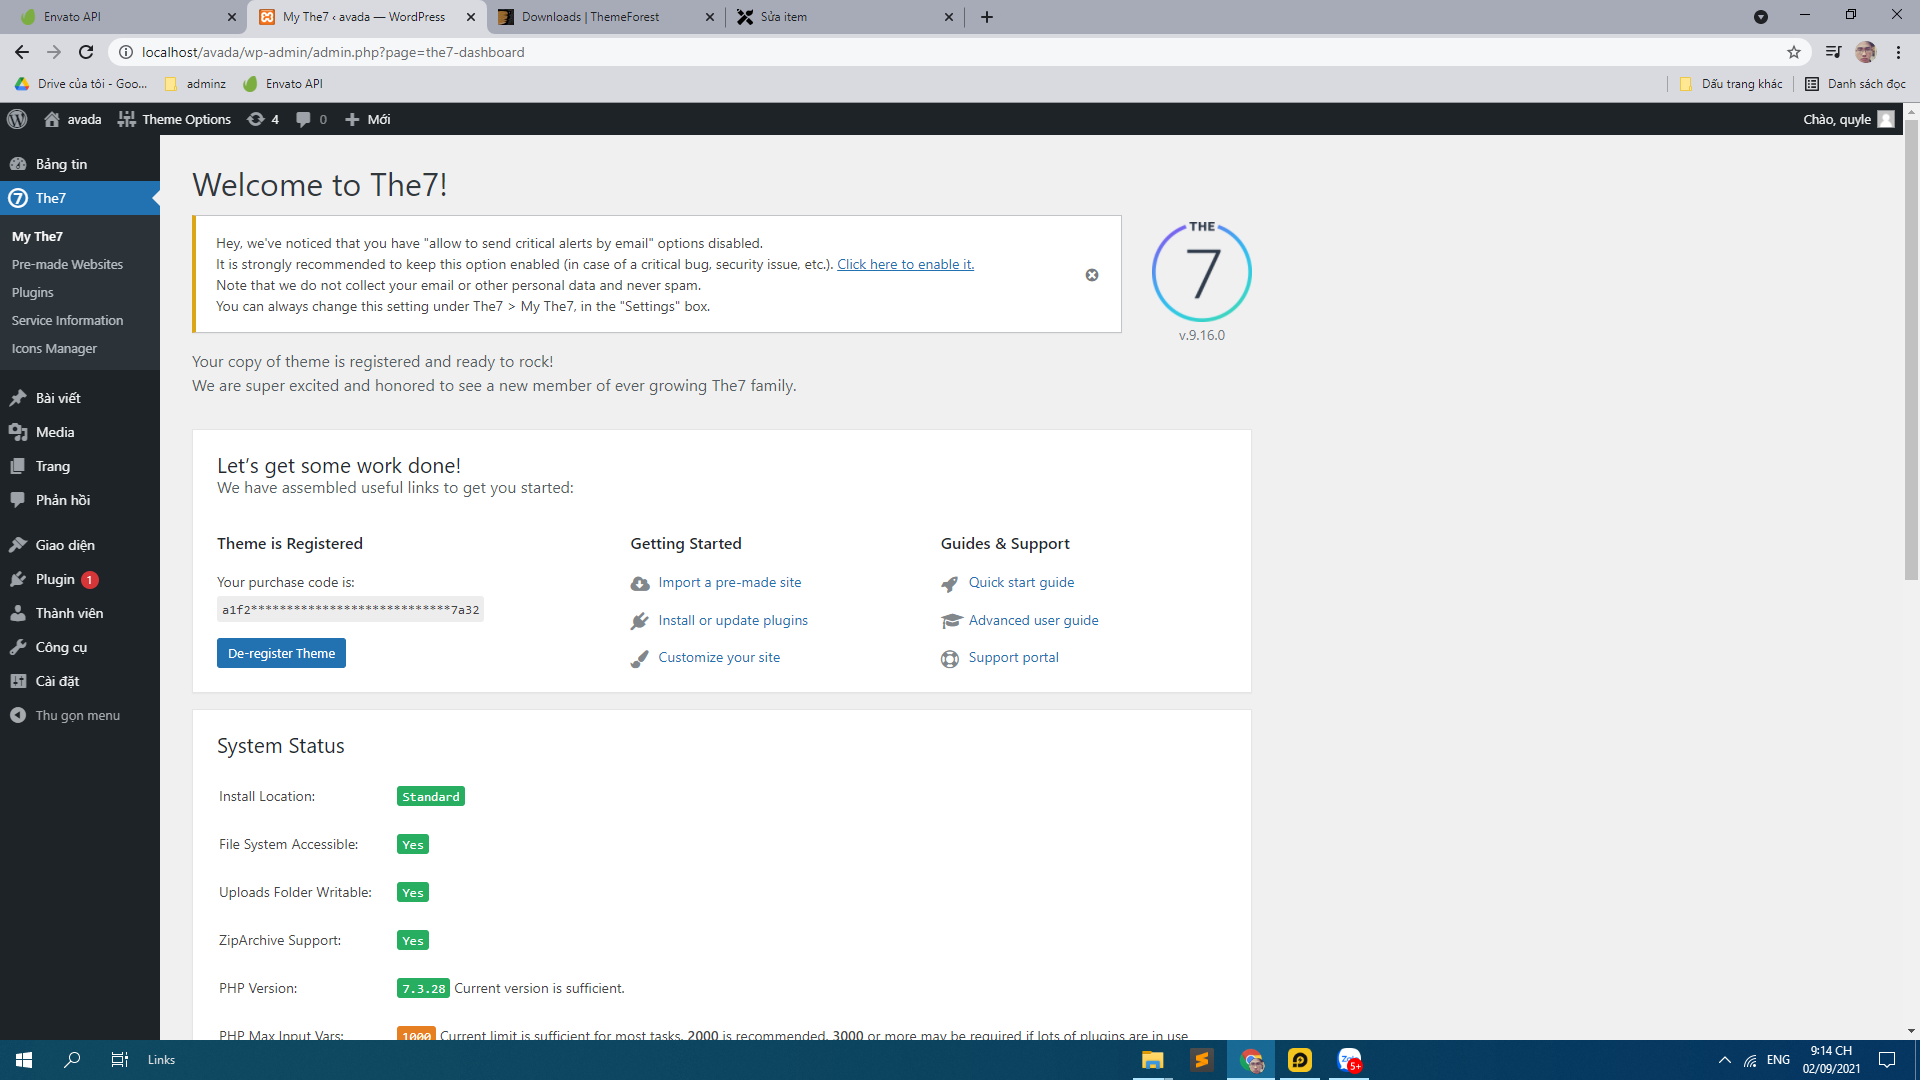 Envato API
My The7 ‹ avada — WordPress
Downloads | ThemeForest
Sửa item
localhost/avada/wp-admin/admin.php?page=the7-dashboard
Drive của tôi - Goo...
adminz
Envato API
Dấu trang khác
Danh sách đọc
avada
Theme Options
4
0
Mới
Chào, quyle
Bảng tin
The7
My The7
Pre-made Websites
Plugins
Service Information
Icons Manager
Bài viết
Media
Trang
Phản hồi
Giao diện
Plugin 1
Thành viên
Công cụ
Cài đặt
Thu gọn menu
Welcome to The7!
Hey, we've noticed that you have "allow to send critical alerts by email" options disabled.
It is strongly recommended to keep this option enabled (in case of a critical bug, security issue, etc.). Click here to enable it.
Note that we do not collect your email or other personal data and never spam.
You can always change this setting under The7 > My The7, in the "Settings" box.
THE
7
v.9.16.0
Your copy of theme is registered and ready to rock!
We are super excited and honored to see a new member of ever growing The7 family.
Let's get some work done!
We have assembled useful links to get you started:
Theme is Registered
Your purchase code is:
a1f2****************************7a32
De-register Theme
Getting Started
Import a pre-made site
Install or update plugins
Customize your site
Guides & Support
Quick start guide
Advanced user guide
Support portal
System Status
Install Location: Standard
File System Accessible: Yes
Uploads Folder Writable: Yes
ZipArchive Support: Yes
PHP Version: 7.3.28 Current version is sufficient.
PHP Max Input Vars: 1000 Current limit is sufficient for most tasks. 2000 is recommended. 3000 or more may be required if lots of plugins are in use
Links
5+
ENG
9:14 CH
02/09/2021